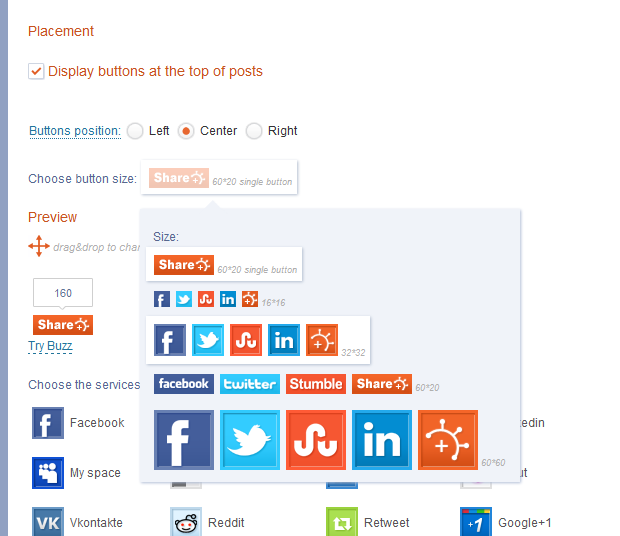 Placement
Display buttons at the top of posts
Buttons position: Left Center Right
Choose button size: Share 60*20 single button
Preview
drag&drop to char
Size:
Share 60*20 single button
160
Share
Try Buzz
16*16
32*32
Choose the services
facebook twitter Stumble Share 60*20
Facebook
in
edin
60*60
My space
ut
VK Vkontakte
Reddit
Retweet
+1 Google+1